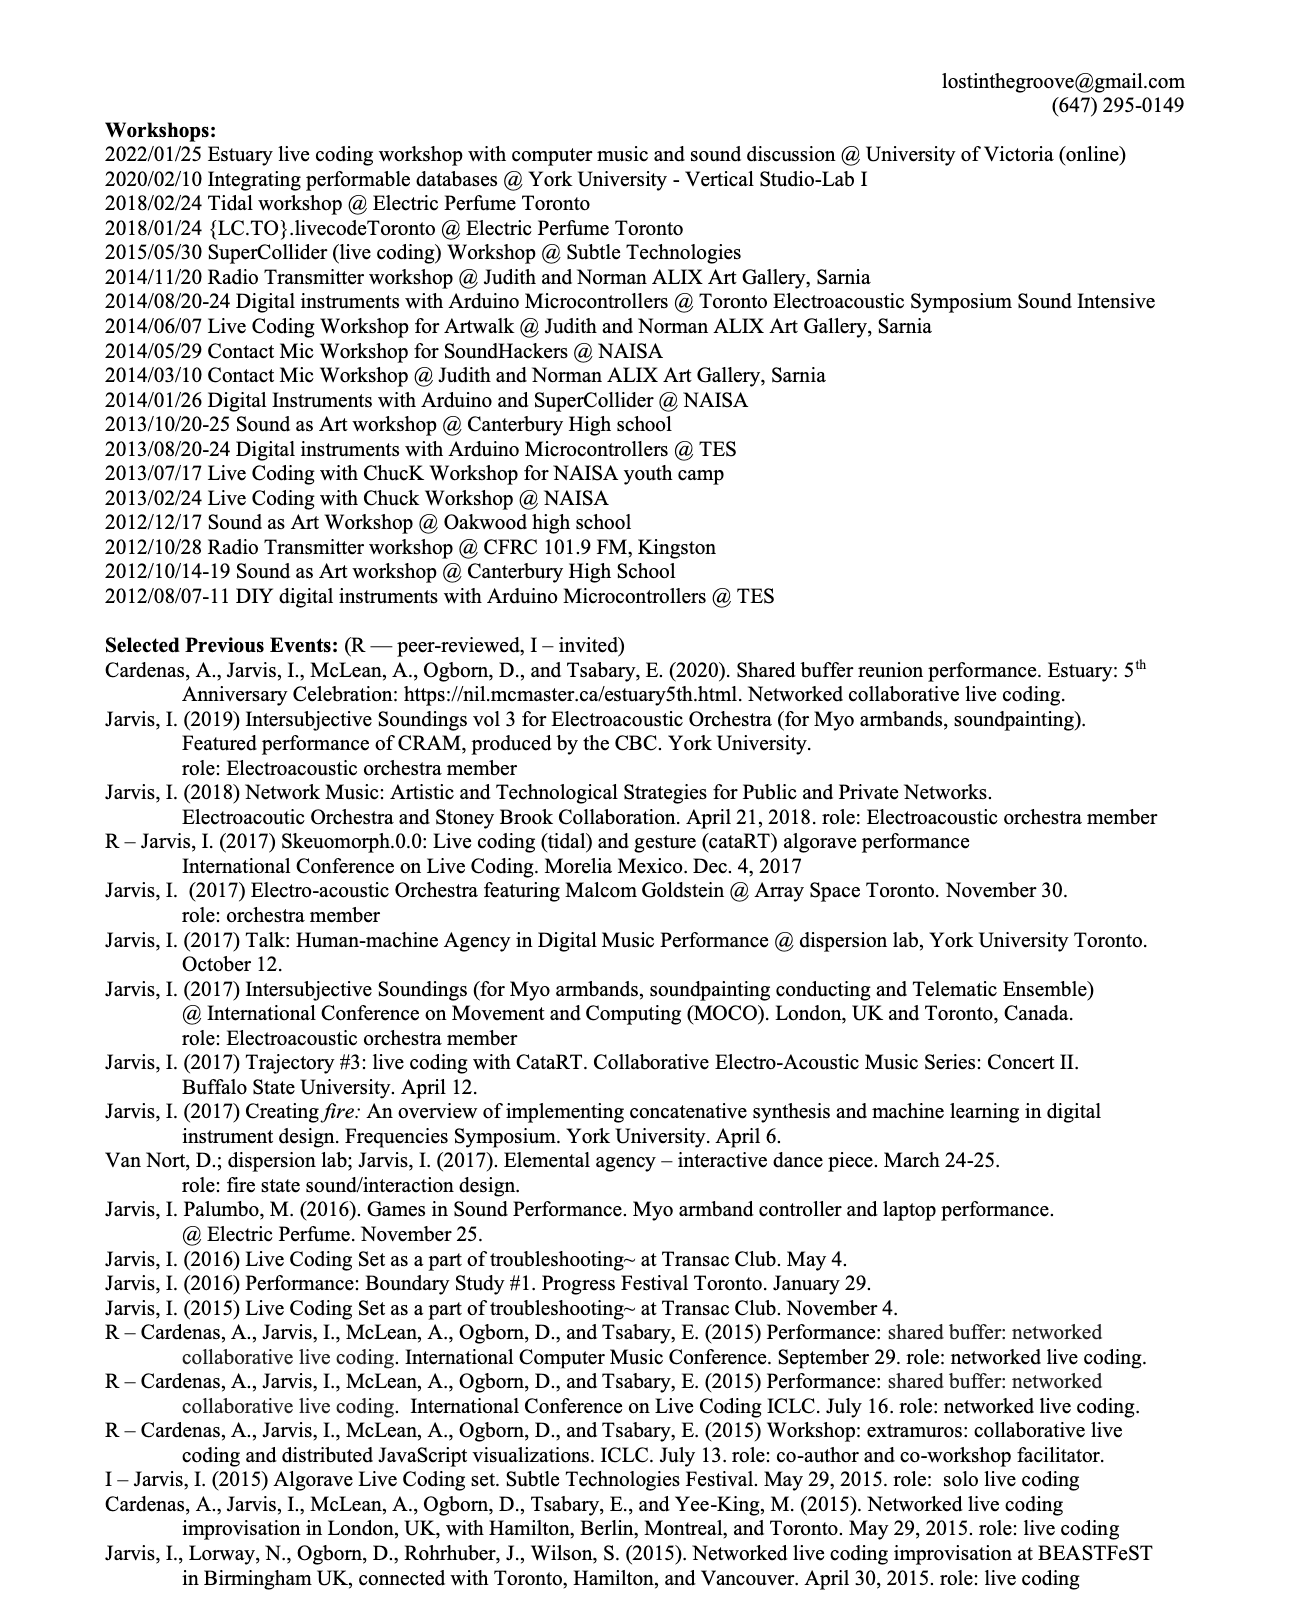 lostinthegroove@gmail.com
(647) 295-0149
Workshops:
2022/01/25 Estuary live coding workshop with computer music and sound discussion @ University of Victoria (online)
2020/02/10 Integrating performable databases @ York University - Vertical Studio-Lab I
2018/02/24 Tidal workshop @ Electric Perfume Toronto
2018/01/24 {LC.TO}.livecodeToronto @ Electric Perfume Toronto
2015/05/30 SuperCollider (live coding) Workshop @ Subtle Technologies
2014/11/20 Radio Transmitter workshop @ Judith and Norman ALIX Art Gallery, Sarnia
2014/08/20-24 Digital instruments with Arduino Microcontrollers @ Toronto Electroacoustic Symposium Sound Intensive
2014/06/07 Live Coding Workshop for Artwalk @ Judith and Norman ALIX Art Gallery, Sarnia
2014/05/29 Contact Mic Workshop for SoundHackers @ NAISA
2014/03/10 Contact Mic Workshop @ Judith and Norman ALIX Art Gallery, Sarnia
2014/01/26 Digital Instruments with Arduino and SuperCollider @ NAISA
2013/10/20-25 Sound as Art workshop @ Canterbury High school
2013/08/20-24 Digital instruments with Arduino Microcontrollers @ TES
2013/07/17 Live Coding with ChucK Workshop for NAISA youth camp
2013/02/24 Live Coding with Chuck Workshop @ NAISA
2012/12/17 Sound as Art Workshop @ Oakwood high school
2012/10/28 Radio Transmitter workshop @ CFRC 101.9 FM, Kingston
2012/10/14-19 Sound as Art workshop @ Canterbury High School
2012/08/07-11 DIY digital instruments with Arduino Microcontrollers @ TES
Selected Previous Events: (R — peer-reviewed, I – invited)
Cardenas, A., Jarvis, I., McLean, A., Ogborn, D., and Tsabary, E. (2020). Shared buffer reunion performance. Estuary: 5th
Anniversary Celebration: https://nil.mcmaster.ca/estuary5th.html. Networked collaborative live coding.
Jarvis, I. (2019) Intersubjective Soundings vol 3 for Electroacoustic Orchestra (for Myo armbands, soundpainting).
Featured performance of CRAM, produced by the CBC. York University.
role: Electroacoustic orchestra member
Jarvis, I. (2018) Network Music: Artistic and Technological Strategies for Public and Private Networks.
Electroacoutic Orchestra and Stoney Brook Collaboration. April 21, 2018. role: Electroacoustic orchestra member
R – Jarvis, I. (2017) Skeuomorph.0.0: Live coding (tidal) and gesture (cataRT) algorave performance
International Conference on Live Coding. Morelia Mexico. Dec. 4, 2017
Jarvis, I.  (2017) Electro-acoustic Orchestra featuring Malcom Goldstein @ Array Space Toronto. November 30.
role: orchestra member
Jarvis, I. (2017) Talk: Human-machine Agency in Digital Music Performance @ dispersion lab, York University Toronto.
October 12.
Jarvis, I. (2017) Intersubjective Soundings (for Myo armbands, soundpainting conducting and Telematic Ensemble)
@ International Conference on Movement and Computing (MOCO). London, UK and Toronto, Canada.
role: Electroacoustic orchestra member
Jarvis, I. (2017) Trajectory #3: live coding with CataRT. Collaborative Electro-Acoustic Music Series: Concert II.
Buffalo State University. April 12.
Jarvis, I. (2017) Creating fire: An overview of implementing concatenative synthesis and machine learning in digital
instrument design. Frequencies Symposium. York University. April 6.
Van Nort, D.; dispersion lab; Jarvis, I. (2017). Elemental agency – interactive dance piece. March 24-25.
role: fire state sound/interaction design.
Jarvis, I. Palumbo, M. (2016). Games in Sound Performance. Myo armband controller and laptop performance.
@ Electric Perfume. November 25.
Jarvis, I. (2016) Live Coding Set as a part of troubleshooting~ at Transac Club. May 4.
Jarvis, I. (2016) Performance: Boundary Study #1. Progress Festival Toronto. January 29.
Jarvis, I. (2015) Live Coding Set as a part of troubleshooting~ at Transac Club. November 4.
R – Cardenas, A., Jarvis, I., McLean, A., Ogborn, D., and Tsabary, E. (2015) Performance: shared buffer: networked
collaborative live coding. International Computer Music Conference. September 29. role: networked live coding.
R – Cardenas, A., Jarvis, I., McLean, A., Ogborn, D., and Tsabary, E. (2015) Performance: shared buffer: networked
collaborative live coding.  International Conference on Live Coding ICLC. July 16. role: networked live coding.
R – Cardenas, A., Jarvis, I., McLean, A., Ogborn, D., and Tsabary, E. (2015) Workshop: extramuros: collaborative live
coding and distributed JavaScript visualizations. ICLC. July 13. role: co-author and co-workshop facilitator.
I – Jarvis, I. (2015) Algorave Live Coding set. Subtle Technologies Festival. May 29, 2015. role:  solo live coding
Cardenas, A., Jarvis, I., McLean, A., Ogborn, D., Tsabary, E., and Yee-King, M. (2015). Networked live coding
improvisation in London, UK, with Hamilton, Berlin, Montreal, and Toronto. May 29, 2015. role: live coding
Jarvis, I., Lorway, N., Ogborn, D., Rohrhuber, J., Wilson, S. (2015). Networked live coding improvisation at BEASTFeST
in Birmingham UK, connected with Toronto, Hamilton, and Vancouver. April 30, 2015. role: live coding